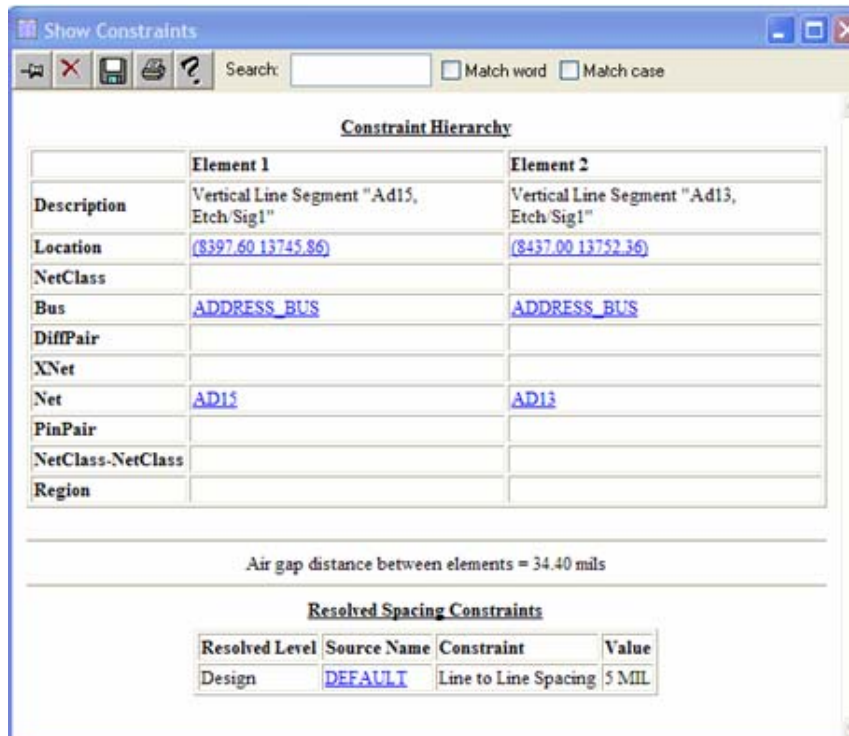 Show Constraints
Search: Match word Match case
Constraint Hierarchy
Element 1 Element 2
Description Vertical Line Segment "Ad15, Etch/Sig1" Vertical Line Segment "Ad13, Etch/Sig1"
Location (8397.60 13745.86) (8437.00 13752.36)
NetClass
Bus ADDRESS_BUS ADDRESS_BUS
DiffPair
XNet
Net AD15 AD13
PinPair
NetClass-NetClass
Region
Air gap distance between elements = 34.40 mils
Resolved Spacing Constraints
Resolved Level Source Name Constraint Value
Design DEFAULT Line to Line Spacing 5 MIL